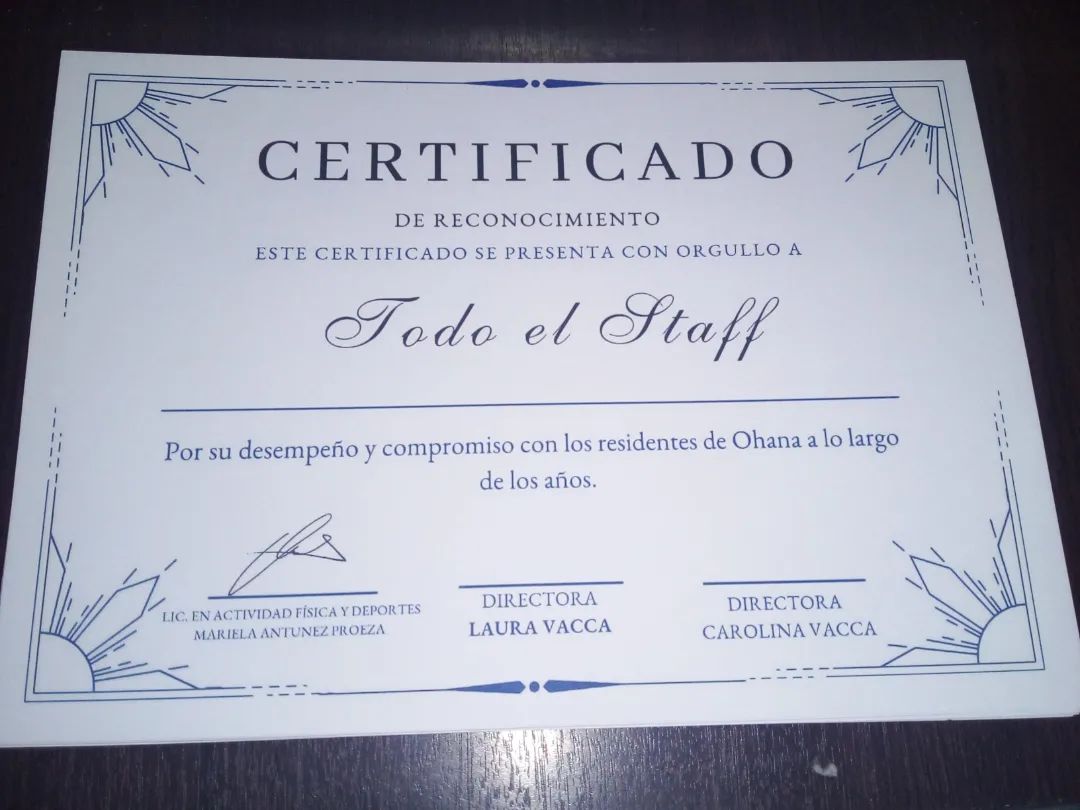 CERTIFICADO
DE RECONOCIMIENTO
ESTE CERTIFICADO SE PRESENTA CON ORGULLO A
Todo el Staff
Por su desempeño y compromiso con los residentes de Ohana a lo largo
de los años.
LIC. EN ACTIVIDAD FÍSICA Y DEPORTES
MARIELA ANTUNEZ PROEZA
DIRECTORA
LAURA VACCA
DIRECTORA
CAROLINA VACCA